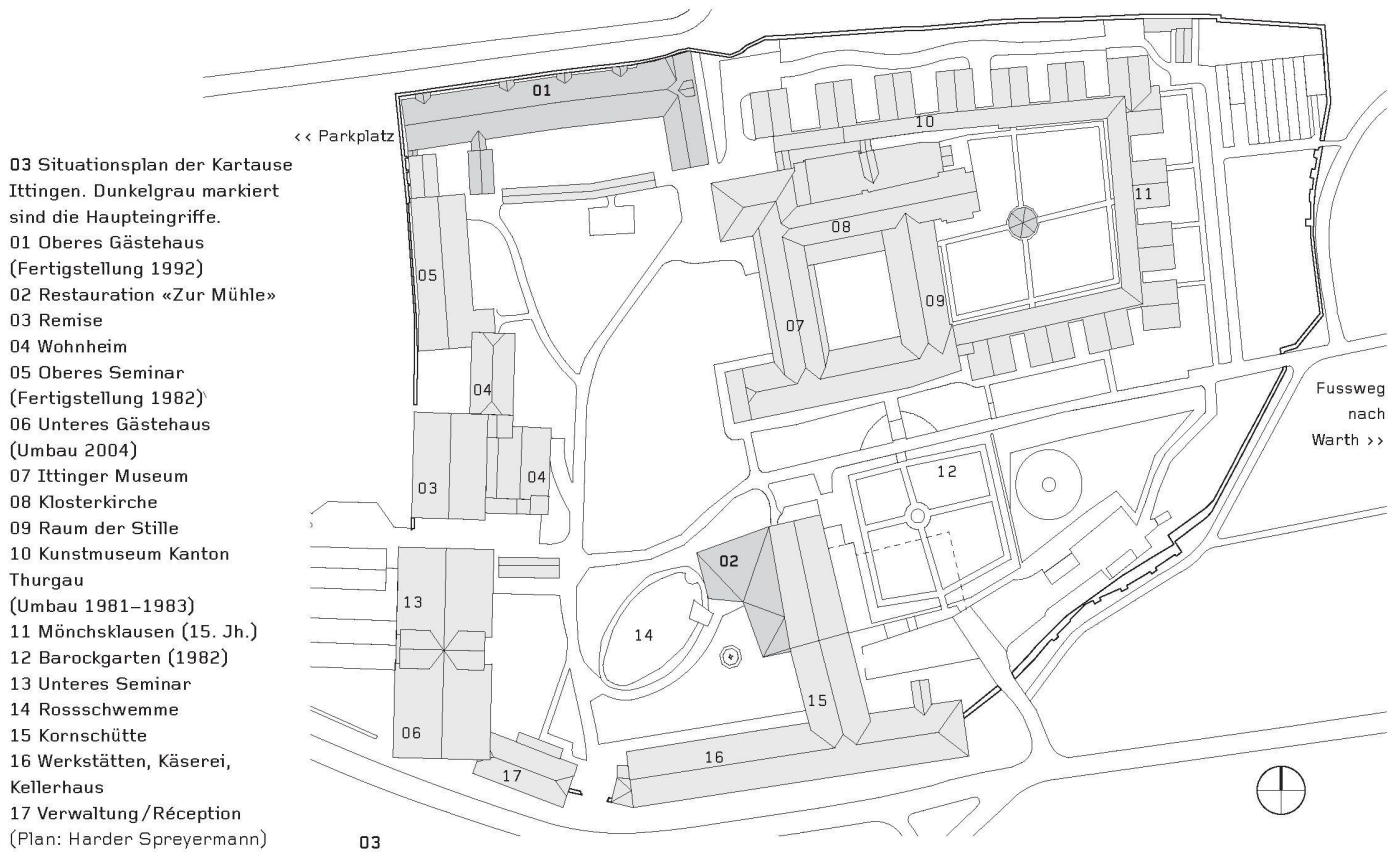 03 Situationsplan der Kartause
Ittingen. Dunkelgrau markiert
sind die Haupteingriffe.
01 Oberes Gästehaus
(Fertigstellung 1992)
02 Restauration «Zur Mühle»
03 Remise
04 Wohnheim
05 Oberes Seminar
(Fertigstellung 1982)
06 Unteres Gästehaus
(Umbau 2004)
07 Ittinger Museum
08 Klosterkirche
09 Raum der Stille
10 Kunstmuseum Kanton
Thurgau
(Umbau 1981–1983)
11 Mönchsklausen (15. Jh.)
12 Barockgarten (1982)
13 Unteres Seminar
14 Rossschwemme
15 Kornschütte
16 Werkstätten, Käserei,
Kellerhaus
17 Verwaltung/Réception
(Plan: Harder Spreyermann)
‹‹ Parkplatz
01
10
11
08
05
09
07
04
Fussweg
nach
Warth ››
04
12
03
02
13
14
15
06
16
17
03